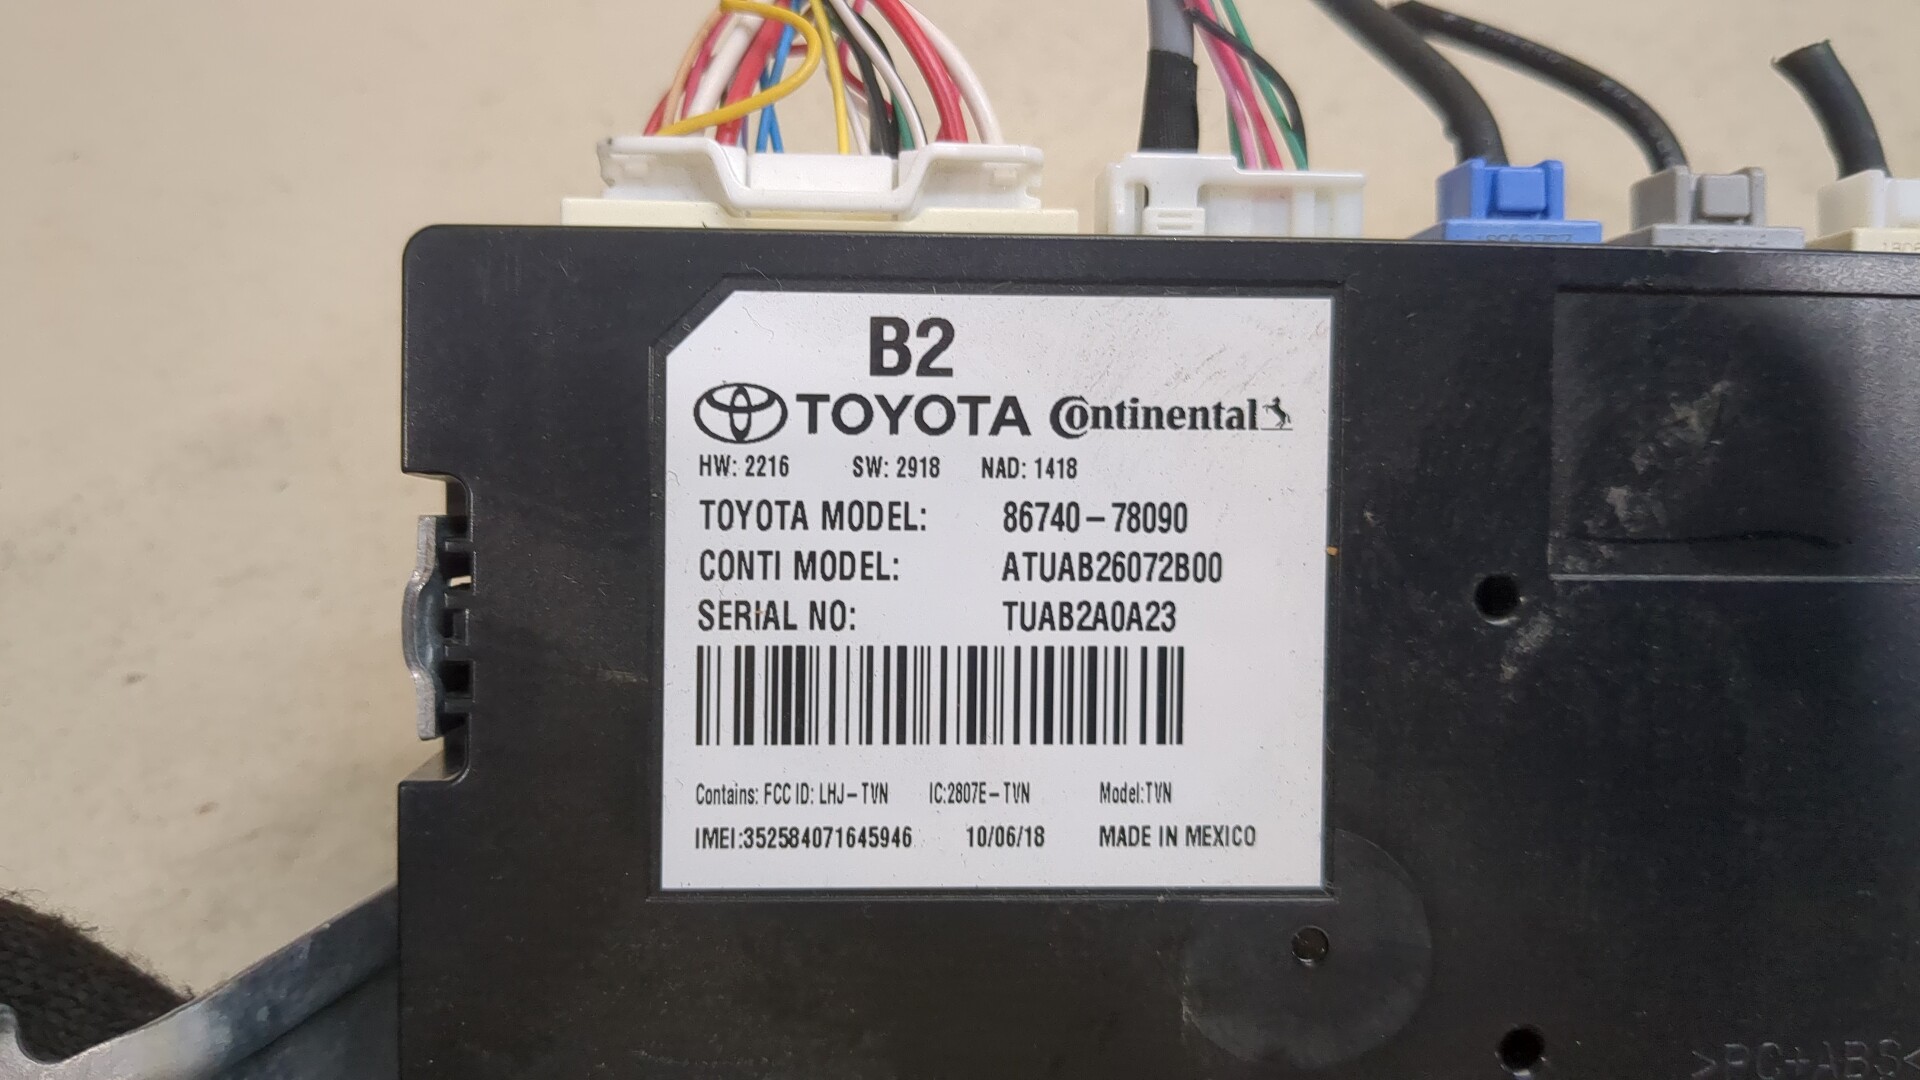 B2
TOYOTA Continental
HW: 2216 SW: 2918 NAD: 1418
TOYOTA MODEL: 86740-78090
CONTI MODEL: ATUAB26072B00
SERIAL NO: TUAB2A0A23
Contains: FCC ID: LHJ-TVN IC:2807E-TVN Model:TVN
IMEI:352584071645946 10/06/18 MADE IN MEXICO
>PC+ABS<